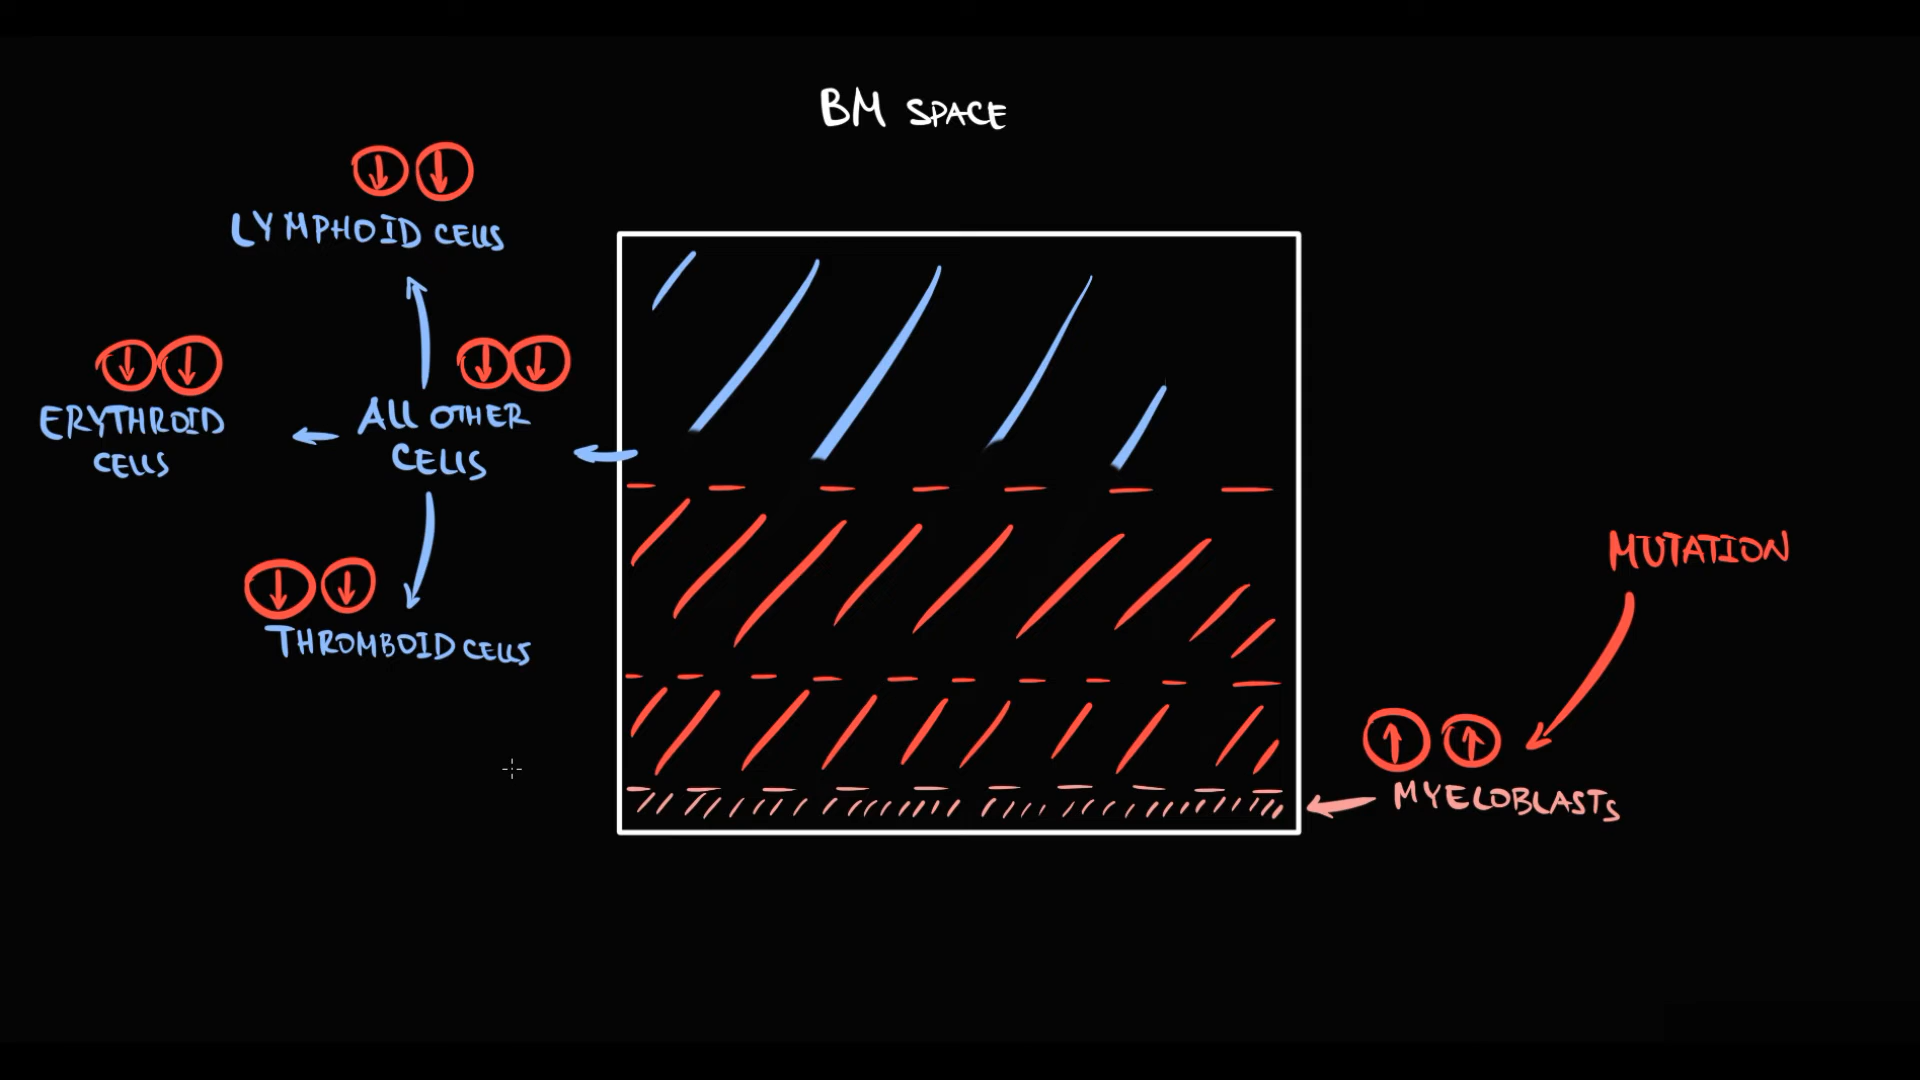 BM SPACE
LYMPHOID CELLS
ERYTHROID
CELLS
ALL OTHER
CELLS
THROMBOID CELLS
MUTATION
MYELOBLASTS